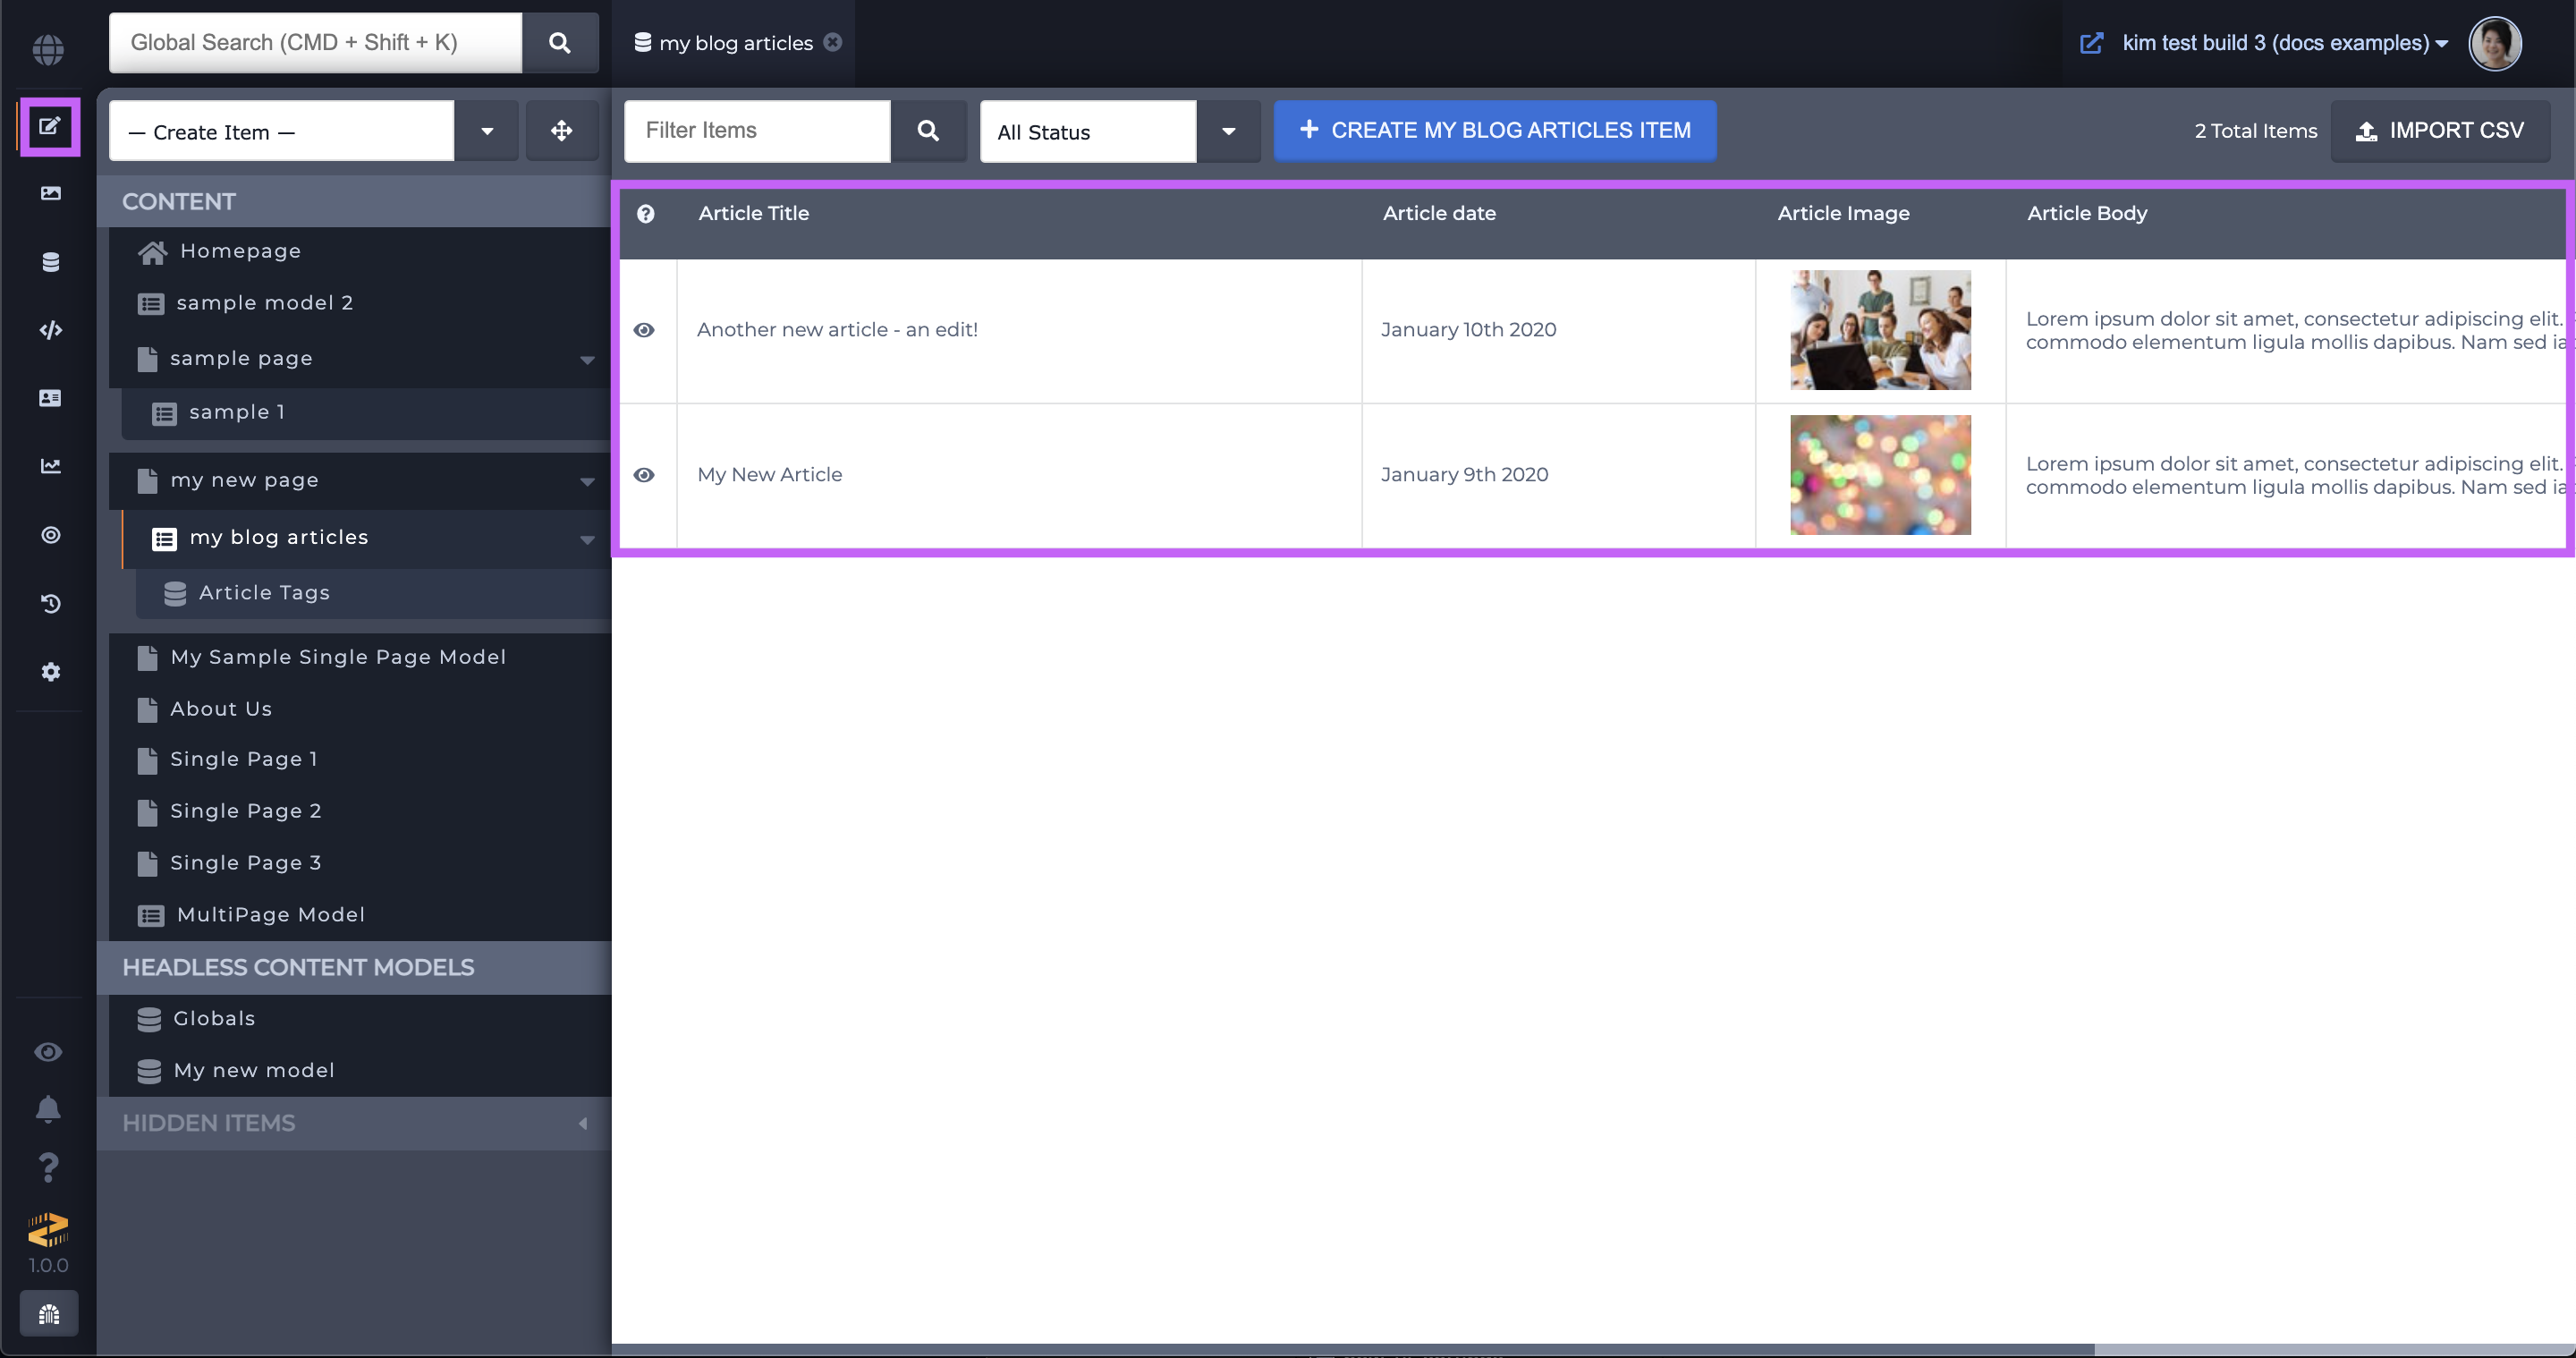 Global Search (CMD + Shift + K)
my blog articles
kim test build 3 (docs examples)
— Create Item —
Filter Items
All Status
CREATE MY BLOG ARTICLES ITEM
2 Total Items
IMPORT CSV
CONTENT
Homepage
sample model 2
sample page
sample 1
my new page
my blog articles
Article Tags
My Sample Single Page Model
About Us
Single Page 1
Single Page 2
Single Page 3
MultiPage Model
HEADLESS CONTENT MODELS
Globals
My new model
HIDDEN ITEMS
1.0.0
Article Title
Article date
Article Image
Article Body
Another new article - an edit!
January 10th 2020
Lorem ipsum dolor sit amet, consectetur adipiscing elit.
commodo elementum ligula mollis dapibus. Nam sed
My New Article
January 9th 2020
Lorem ipsum dolor sit amet, consectetur adipiscing elit.
commodo elementum ligula mollis dapibus. Nam sed